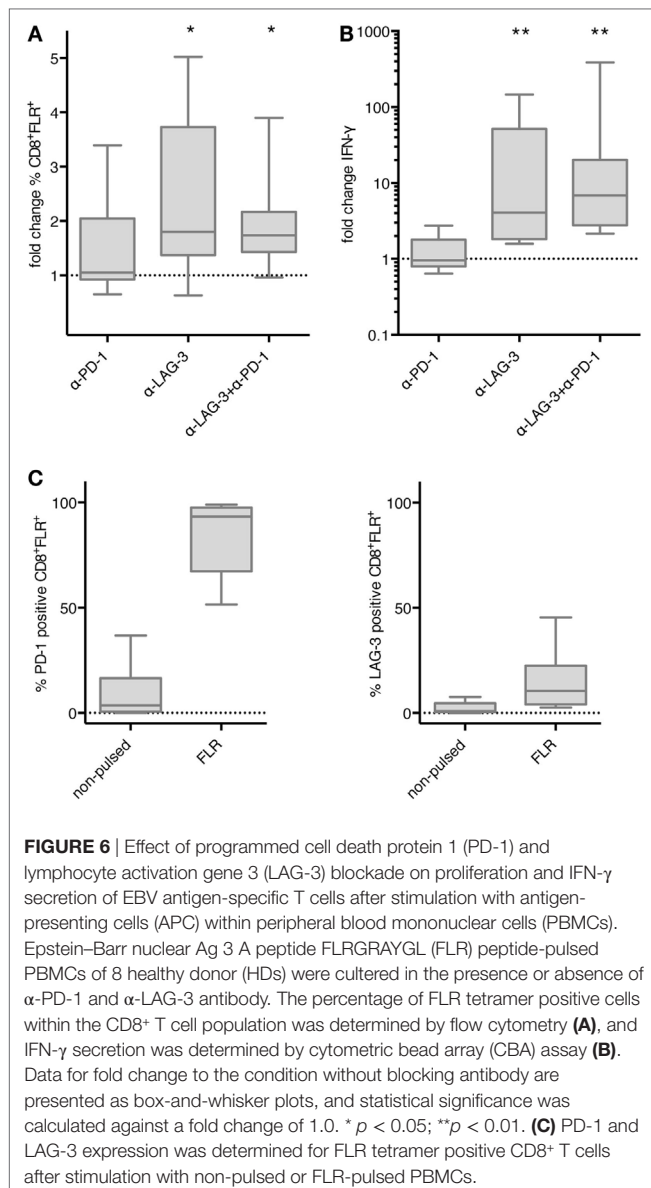 A
* *
fold change % CD8+FLR+
5
4
3
2
1
α-PD-1
α-LAG-3
α-LAG-3+α-PD-1
B
** **
fold change IFN-γ
1000
100
10
1
0.1
α-PD-1
α-LAG-3
α-LAG-3+α-PD-1
C
% PD-1 positive CD8+FLR+
100
50
0
non-pulsed
FLR
% LAG-3 positive CD8+FLR+
100
50
0
non-pulsed
FLR
FIGURE 6 | Effect of programmed cell death protein 1 (PD-1) and
lymphocyte activation gene 3 (LAG-3) blockade on proliferation and IFN-γ
secretion of EBV antigen-specific T cells after stimulation with antigen-
presenting cells (APC) within peripheral blood mononuclear cells (PBMCs).
Epstein–Barr nuclear Ag 3 A peptide FLRGRAYGL (FLR) peptide-pulsed
PBMCs of 8 healthy donor (HDs) were cultured in the presence or absence of
α-PD-1 and α-LAG-3 antibody. The percentage of FLR tetramer positive cells
within the CD8+ T cell population was determined by flow cytometry (A), and
IFN-γ secretion was determined by cytometric bead array (CBA) assay (B).
Data for fold change to the condition without blocking antibody are
presented as box-and-whisker plots, and statistical significance was
calculated against a fold change of 1.0. * p < 0.05; **p < 0.01. (C) PD-1 and
LAG-3 expression was determined for FLR tetramer positive CD8+ T cells
after stimulation with non-pulsed or FLR-pulsed PBMCs.